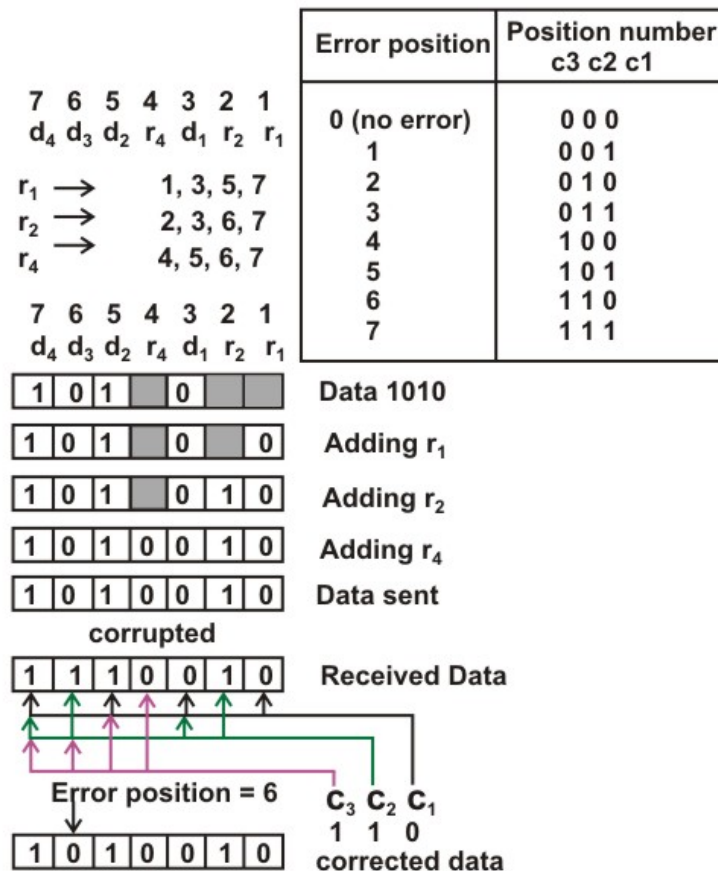 Error position Position number
c3 c2 c1
0 (no error) 0 0 0
1 0 0 1
2 0 1 0
3 0 1 1
4 1 0 0
5 1 0 1
6 1 1 0
7 1 1 1
7 6 5 4 3 2 1
d₄ d₃ d₂ r₄ d₁ r₂ r₁
r₁ → 1, 3, 5, 7
r₂ → 2, 3, 6, 7
r₄ → 4, 5, 6, 7
7 6 5 4 3 2 1
d₄ d₃ d₂ r₄ d₁ r₂ r₁
1 0 1 0 Data 1010
1 0 1 0 0 Adding r₁
1 0 1 0 1 0 Adding r₂
1 0 1 0 0 1 0 Adding r₄
1 0 1 0 0 1 0 Data sent
corrupted
1 1 1 0 0 1 0 Received Data
Error position = 6 C₃ C₂ C₁
1 1 0
1 0 1 0 0 1 0 corrected data